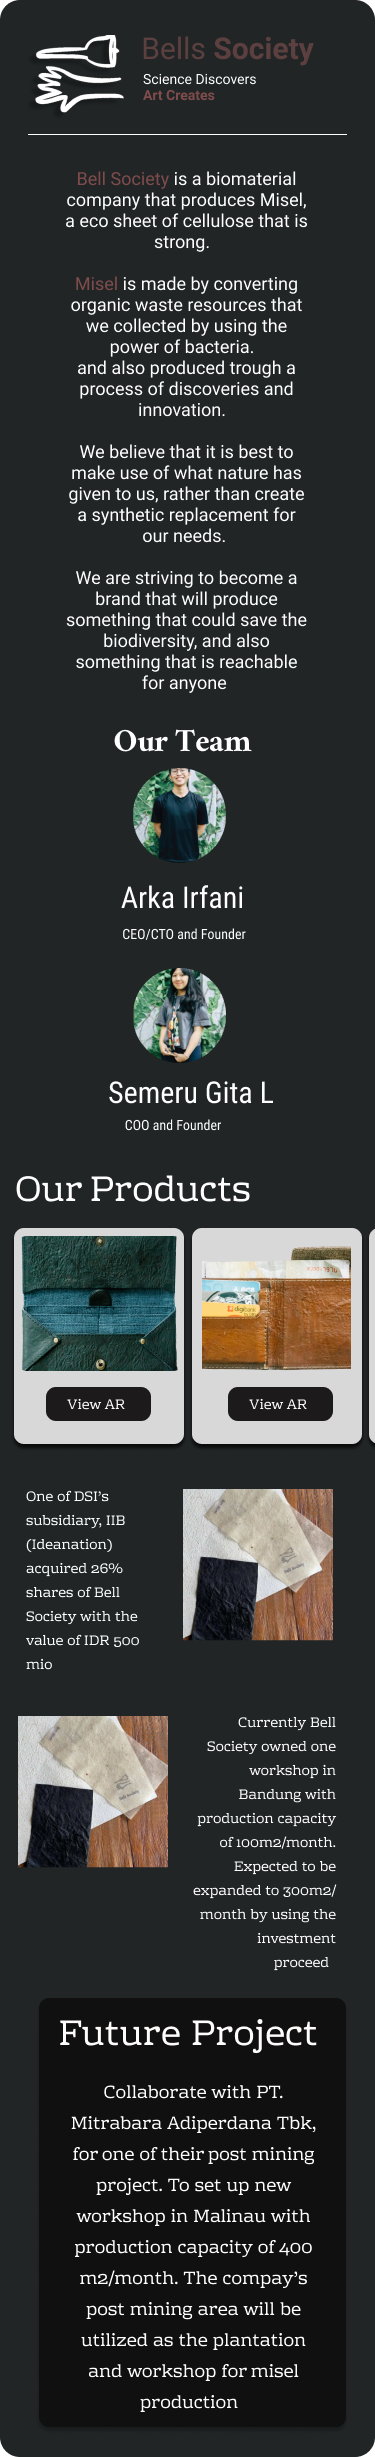 Bells Society
Science Discovers
Art Creates
Bell Society is a biomaterial
company that produces Misel,
a eco sheet of cellulose that is
strong.
Misel is made by converting
organic waste resources that
we collected by using the
power of bacteria.
and also produced trough a
process of discoveries and
innovation.
We believe that it is best to
make use of what nature has
given to us, rather than create
a synthetic replacement for
our needs.
We are striving to become a
brand that will produce
something that could save the
biodiversity, and also
something that is reachable
for anyone
Our Team
Arka Irfani
CEO/CTO and Founder
Semeru Gita L
COO and Founder
Our Products
digibank
View AR
View AR
One of DSI's
subsidiary, IIB
(Ideanation)
acquired 26%
shares of Bell
Society with the
value of IDR 500
mio
Currently Bell
Society owned one
workshop in
Bandung with
production capacity
of 100m2/month.
Expected to be
expanded to 300m2/
month by using the
investment
proceed
Future Project
Collaborate with PT.
Mitrabara Adiperdana Tbk,
for one of their post mining
project. To set up new
workshop in Malinau with
production capacity of 400
m2/month. The compay's
post mining area will be
utilized as the plantation
and workshop for misel
production